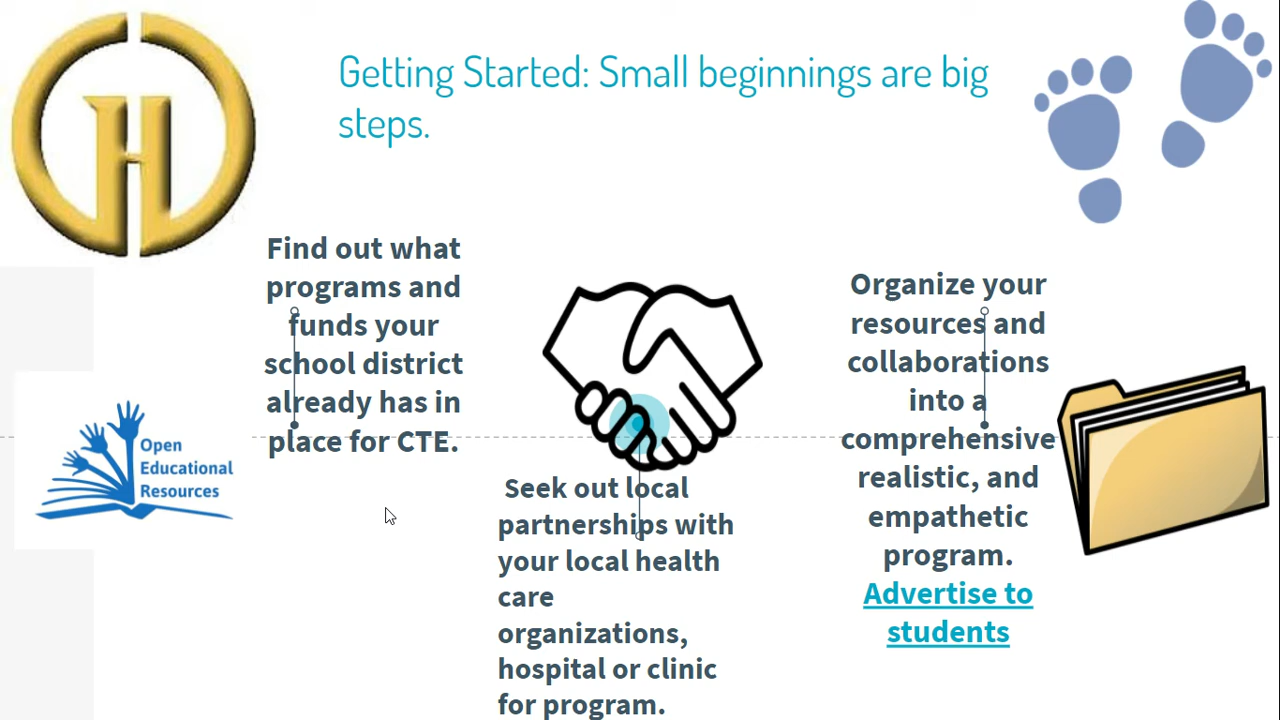 Getting Started: Small beginnings are big
steps.
Find out what
programs and
funds your
school district
already has in
place for CTE.
Open
Educational
Resources
Seek out local
partnerships with
your local health
care
organizations,
hospital or clinic
for program.
Organize your
resources and
collaborations
into a
comprehensive
realistic, and
empathetic
program.
Advertise to
students